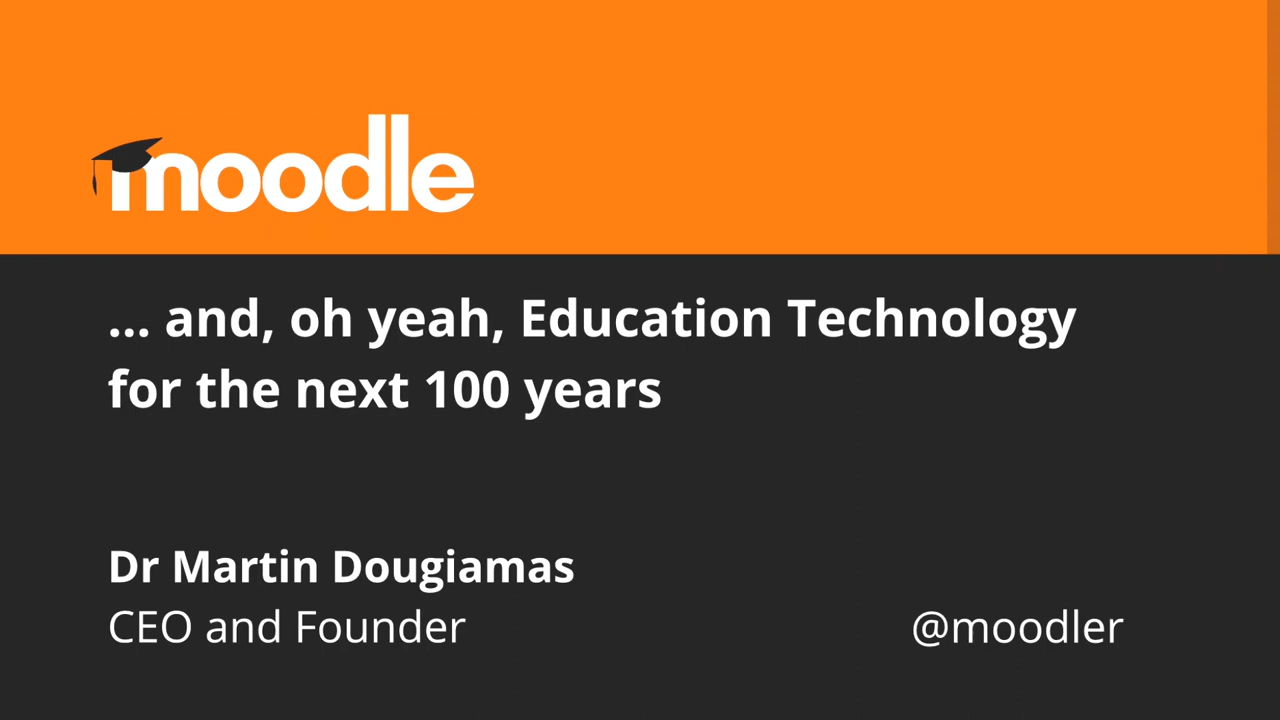 moodle
... and, oh yeah, Education Technology
for the next 100 years
Dr Martin Dougiamas
CEO and Founder
@moodler